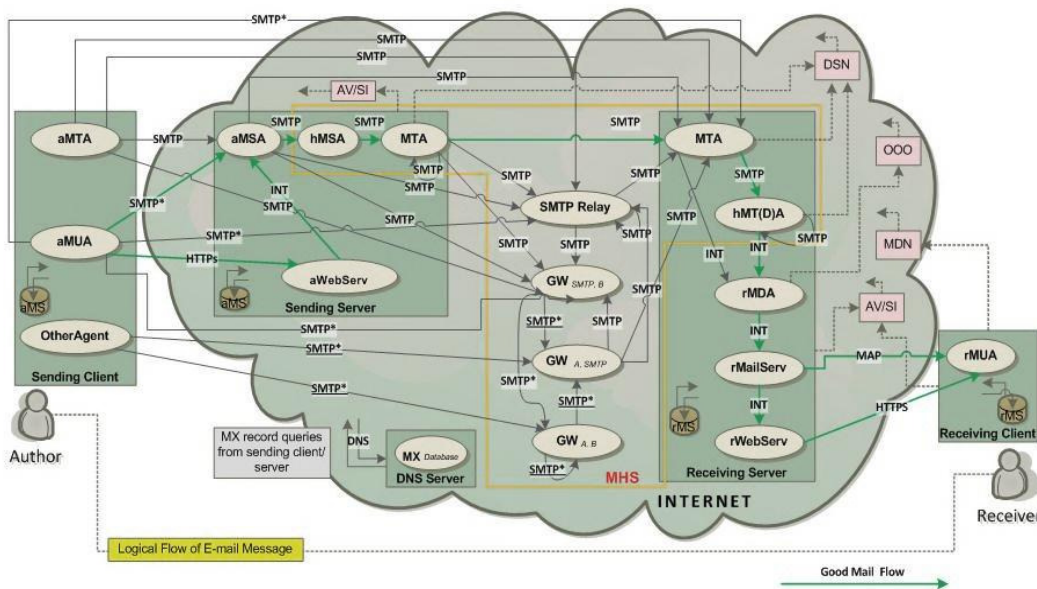 SMTP*
SMTP
SMTP
SMTP
SMTP
DSN
AV/SI
aMTA
SMTP
aMSA
SMTP
hMSA
SMTP
MTA
SMTP
MTA
OOO
SMTP
SMTP
SMTP
SMTP
SMTP
INT
SMTP*
SMTP
SMTP
SMTP Relay
SMTP
hMT(D)A
SMTP
MDN
aMUA
SMTP*
HTTPs
SMTP
SMTP
INT
INT
aWebServ
GW SMTP, B
rMDA
aMS
aMS
Sending Server
AV/SI
SMTP*
SMTP*
SMTP
OtherAgent
SMTP*
INT
GW A, SMTP
rMailServ
MAP
rMUA
Sending Client
SMTP*
SMTP*
SMTP*
INT
HTTPS
rMS
rMS
Receiving Client
Author
MX record queries
from sending client/
server
DNS
MX Database
DNS Server
GW A, B
SMTP*
rWebServ
Receiving Server
MHS
INTERNET
Receiver
Logical Flow of E-mail Message
Good Mail Flow